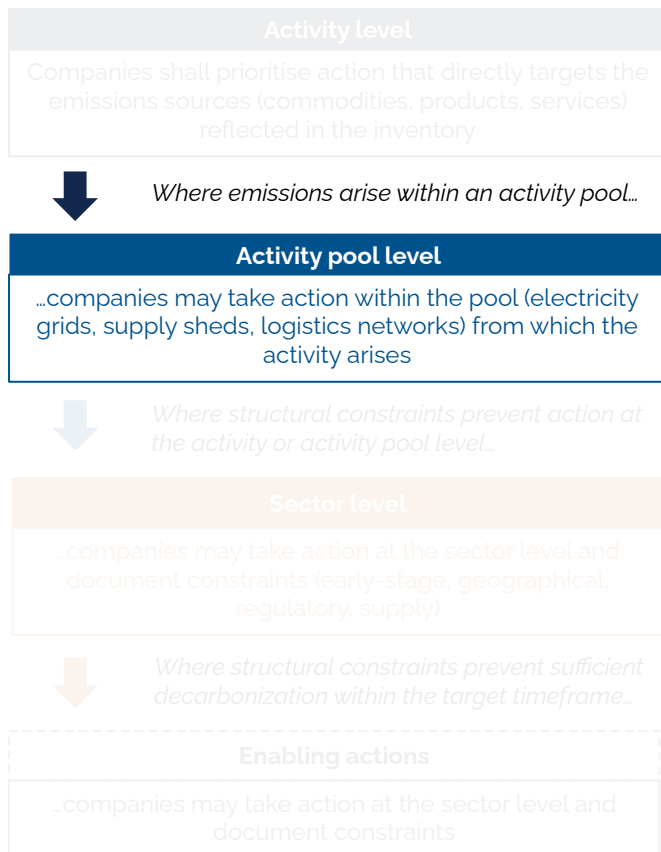 Activity level
Companies shall prioritise action that directly targets the
emissions sources (commodities, products, services)
reflected in the inventory
Where emissions arise within an activity pool…
Activity pool level
…companies may take action within the pool (electricity
grids, supply sheds, logistics networks) from which the
activity arises
Where structural constraints prevent action at
the activity or activity pool level…
Sector level
…companies may take action at the sector level and
document constraints (early-stage, geographical,
regulatory, supply)
Where structural constraints prevent sufficient
decarbonization within the target timeframe…
Enabling actions
…companies may take action at the sector level and
document constraints